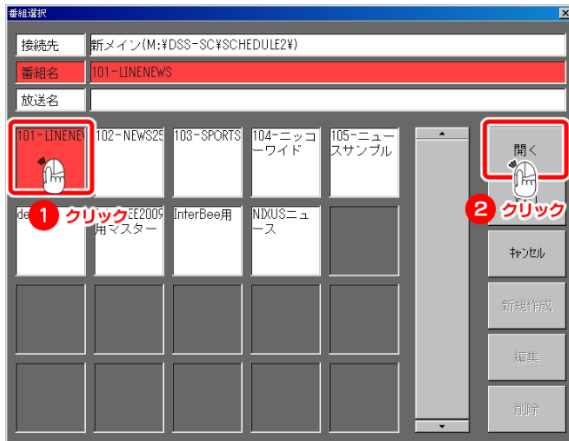 番組選択
接続先
新メイン(M:¥DSS-SC¥SCHEDULE2¥)
番組名
101-LINENEWS
放送名
101-LINENEW
102-NEWS25
103-SPORTS
104-ニッコ
ーワイド
105-ニュー
スサンプル
開く
1 クリック
2 クリック
de
EE2009
用マスター
InterBee用
NIXUSニュ
ース
キャンセル
新規作成
編集
削除